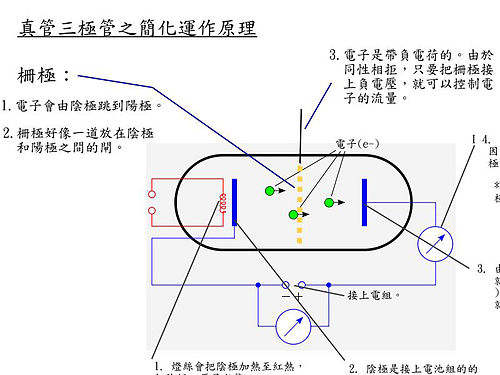 真管三極管之簡化運作原理
柵極：
1. 電子會由陰極跳到陽極。
2. 柵極好像一道放在陰極
和陽極之間的閘。
3. 電子是帶負電荷的。由於
同性相拒，只要把柵極接
上負電壓，就可以控制電
子的流量。
電子(e-)
4.
因
極
*
3. 由
接上電組。
− +
1. 燈絲會把陰極加熱至紅熱，
2. 陰極是接上電池組的的